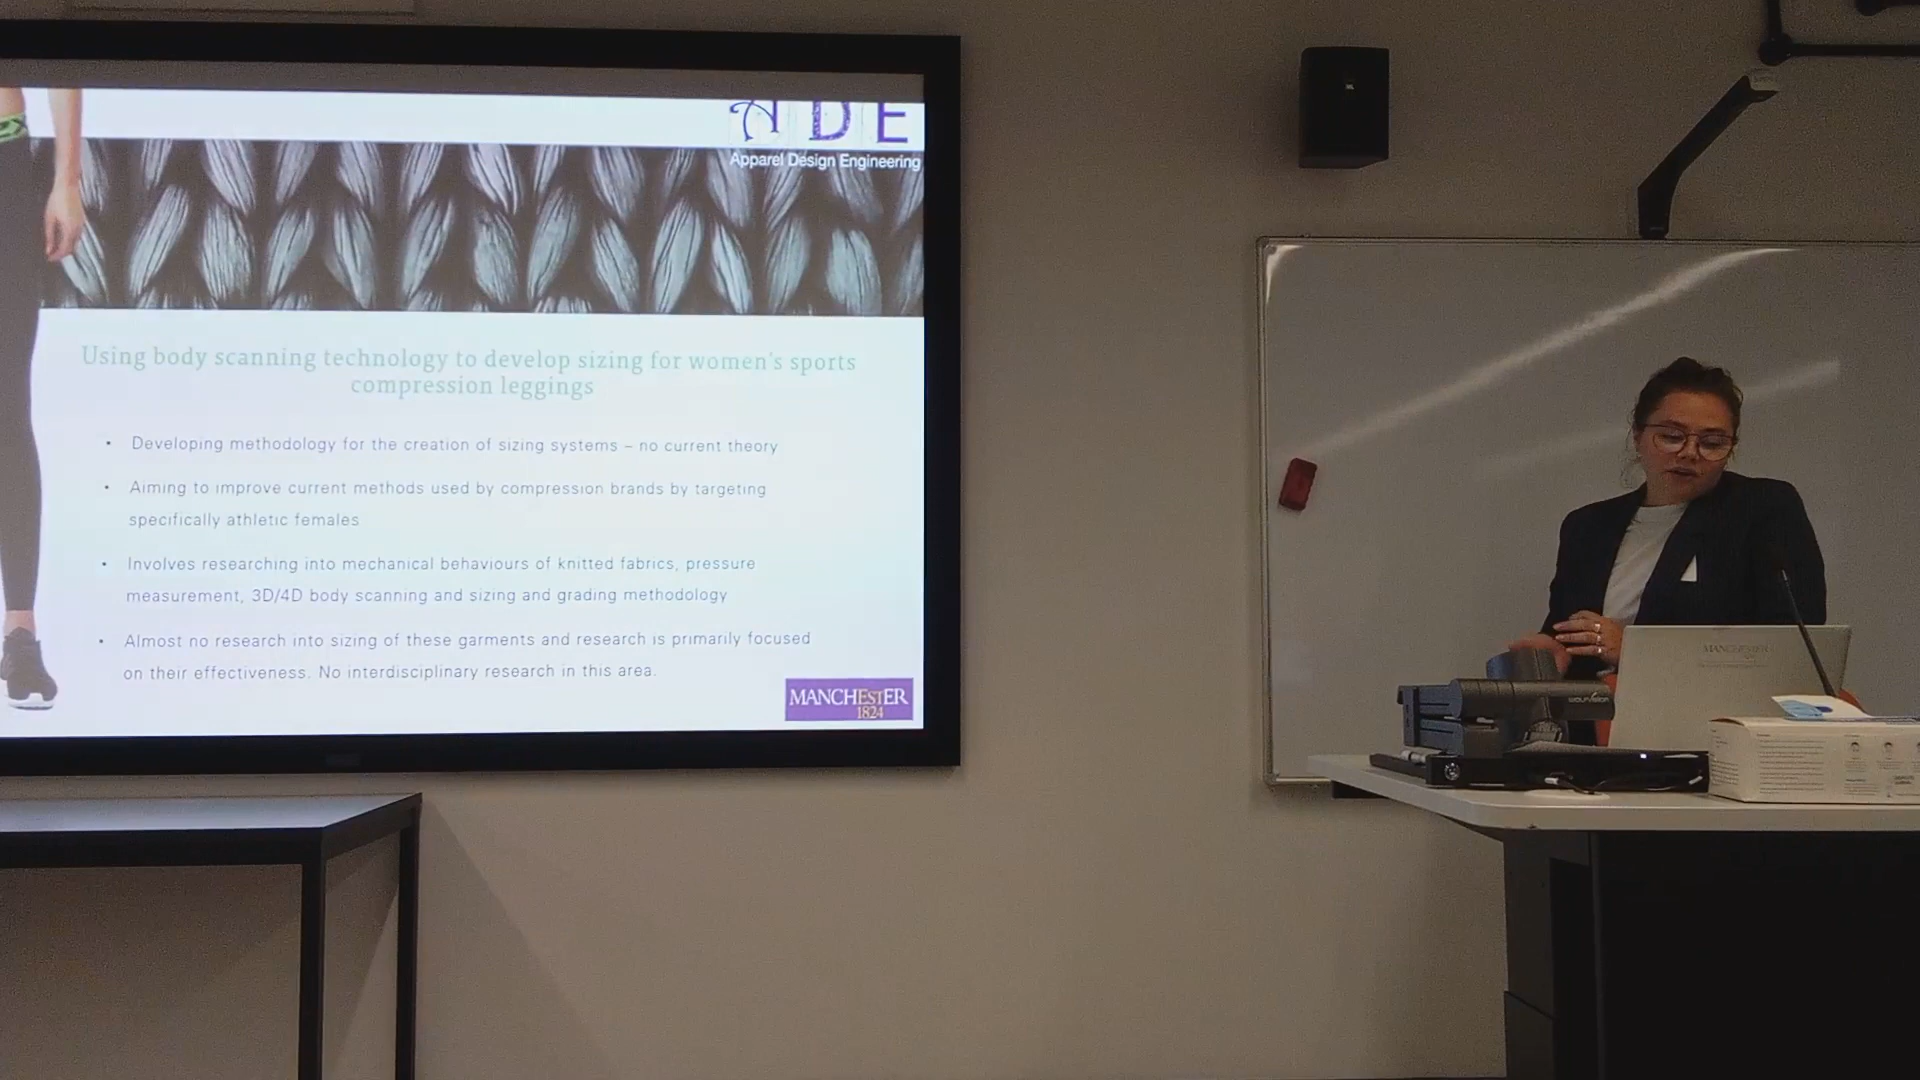 ADE
Apparel Design Engineering
Using body scanning technology to develop sizing for women's sports
compression leggings
• Developing methodology for the creation of sizing systems – no current theory
• Aiming to improve current methods used by compression brands by targeting
specifically athletic females
• Involves researching into mechanical behaviours of knitted fabrics, pressure
measurement, 3D/4D body scanning and sizing and grading methodology
• Almost no research into sizing of these garments and research is primarily focused
on their effectiveness. No interdisciplinary research in this area.
MANCHESTER
1824
MANCHESTER
wolfvision